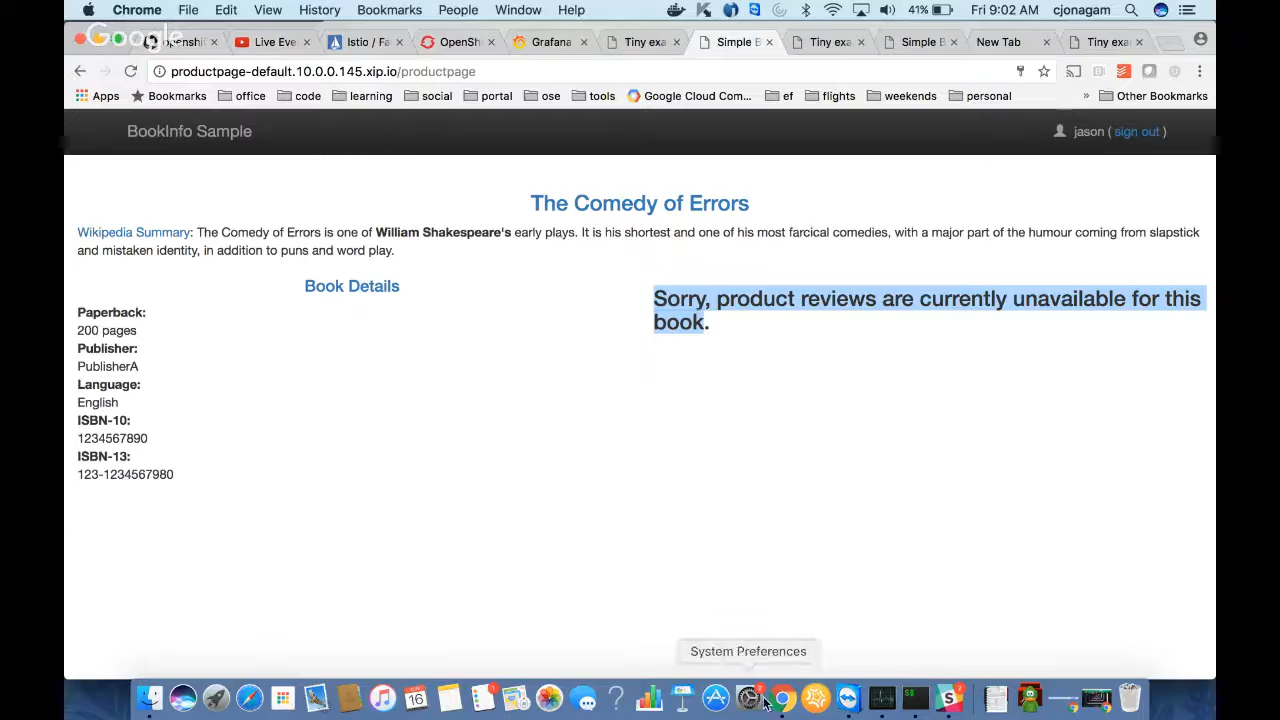 Chrome File Edit View History Bookmarks People Window Help 41% Fri 9:02 AM cjonagam
Google
Live Eve Istio / Fa OpenSh Grafana Tiny exa Simple B Tiny exa Simple B New Tab Tiny exa
productpage-default.10.0.0.145.xip.io/productpage
Apps Bookmarks office code learning social portal ose tools Google Cloud Com... ef flights weekends personal » Other Bookmarks
BookInfo Sample jason ( sign out )
The Comedy of Errors
Wikipedia Summary: The Comedy of Errors is one of William Shakespeare's early plays. It is his shortest and one of his most farcical comedies, with a major part of the humour coming from slapstick
and mistaken identity, in addition to puns and word play.
Book Details
Sorry, product reviews are currently unavailable for this
book.
Paperback:
200 pages
Publisher:
PublisherA
Language:
English
ISBN-10:
1234567890
ISBN-13:
123-1234567980
System Preferences
16